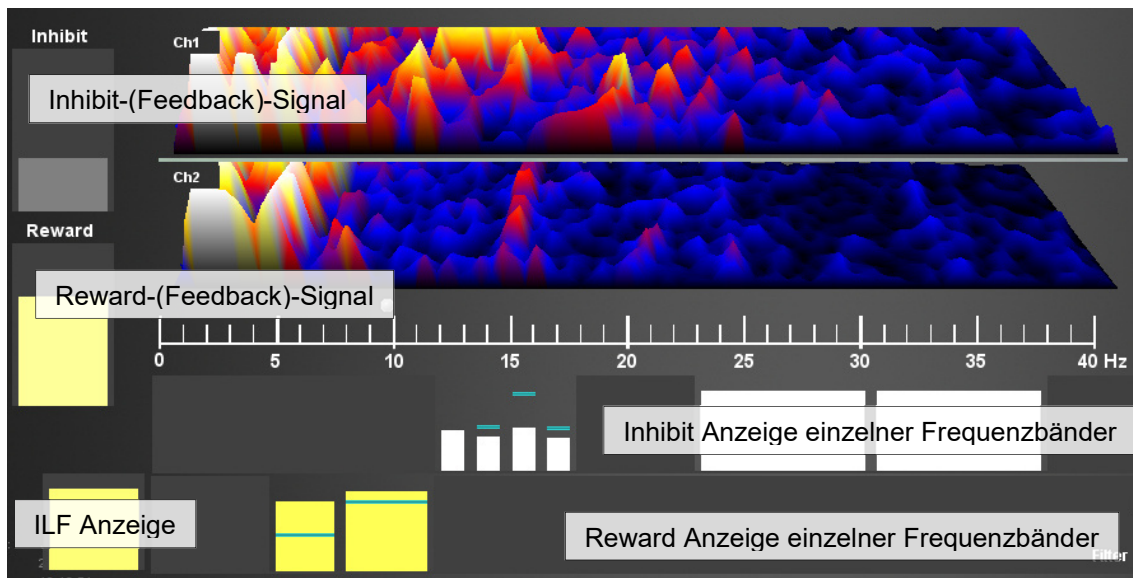 Inhibit
Ch1
Inhibit-(Feedback)-Signal
Ch2
Reward
Reward-(Feedback)-Signal
0 5 10 15 20 25 30 35 40 Hz
Inhibit Anzeige einzelner Frequenzbänder
ILF Anzeige
Reward Anzeige einzelner Frequenzbänder
Filter